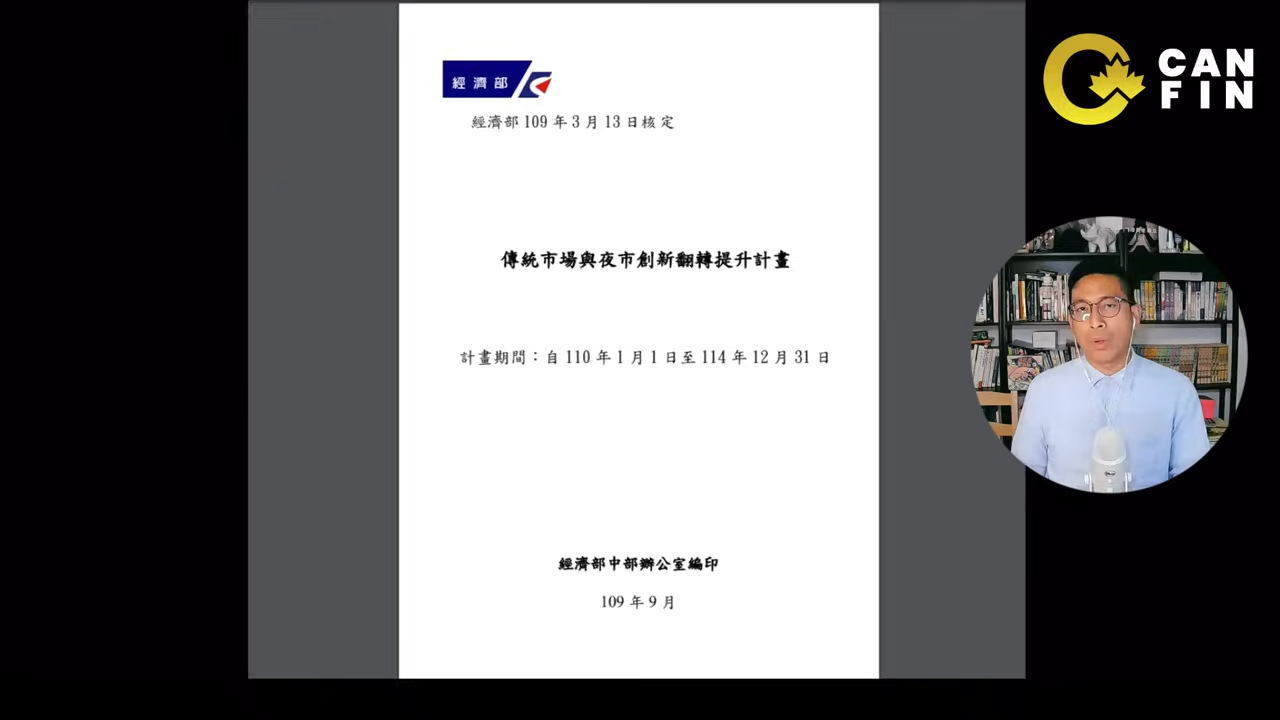 經濟部
經濟部 109 年 3 月 13 日核定
傳統市場與夜市創新翻轉提升計畫
計畫期間：自 110 年 1 月 1 日至 114 年 12 月 31 日
經濟部中部辦公室編印
109 年 9 月
CAN
FIN